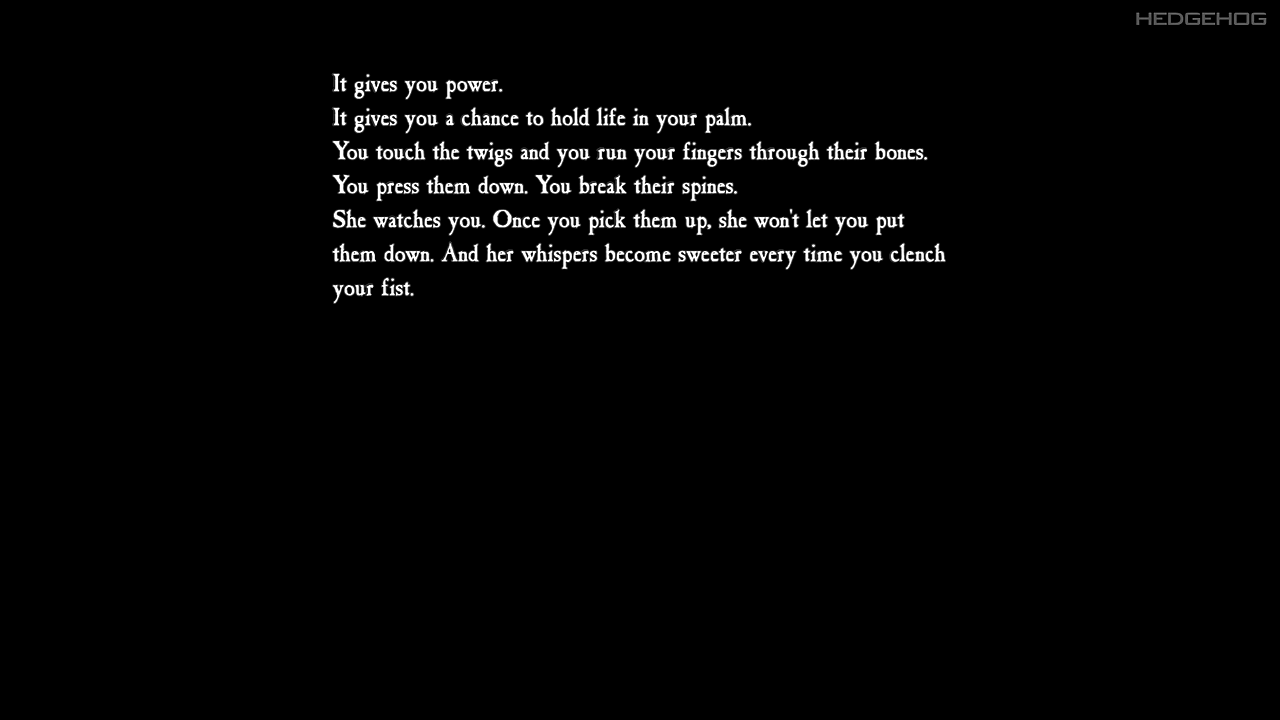 HEDGEHOG
It gives you power.
It gives you a chance to hold life in your palm.
You touch the twigs and you run your fingers through their bones.
You press them down. You break their spines.
She watches you. Once you pick them up, she won't let you put
them down. And her whispers become sweeter every time you clench
your fist.